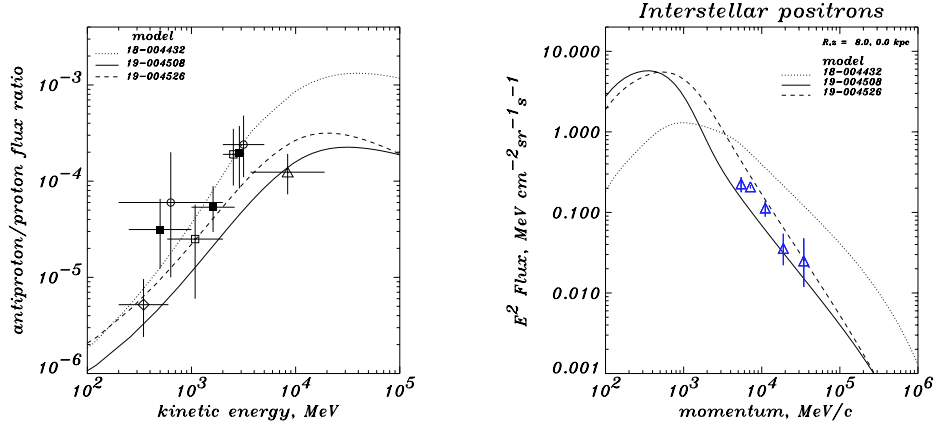 model
18-004432
19-004508
19-004526
antiproton/proton flux ratio
10^-3
10^-4
10^-5
10^-6
10^2 10^3 10^4 10^5
kinetic energy, MeV
Interstellar positrons
R,z = 8.0, 0.0 kpc
model
18-004432
19-004508
19-004526
E^2 Flux, MeV cm^-2 sr^-1 s^-1
10.000
1.000
0.100
0.010
0.001
10^2 10^3 10^4 10^5 10^6
momentum, MeV/c